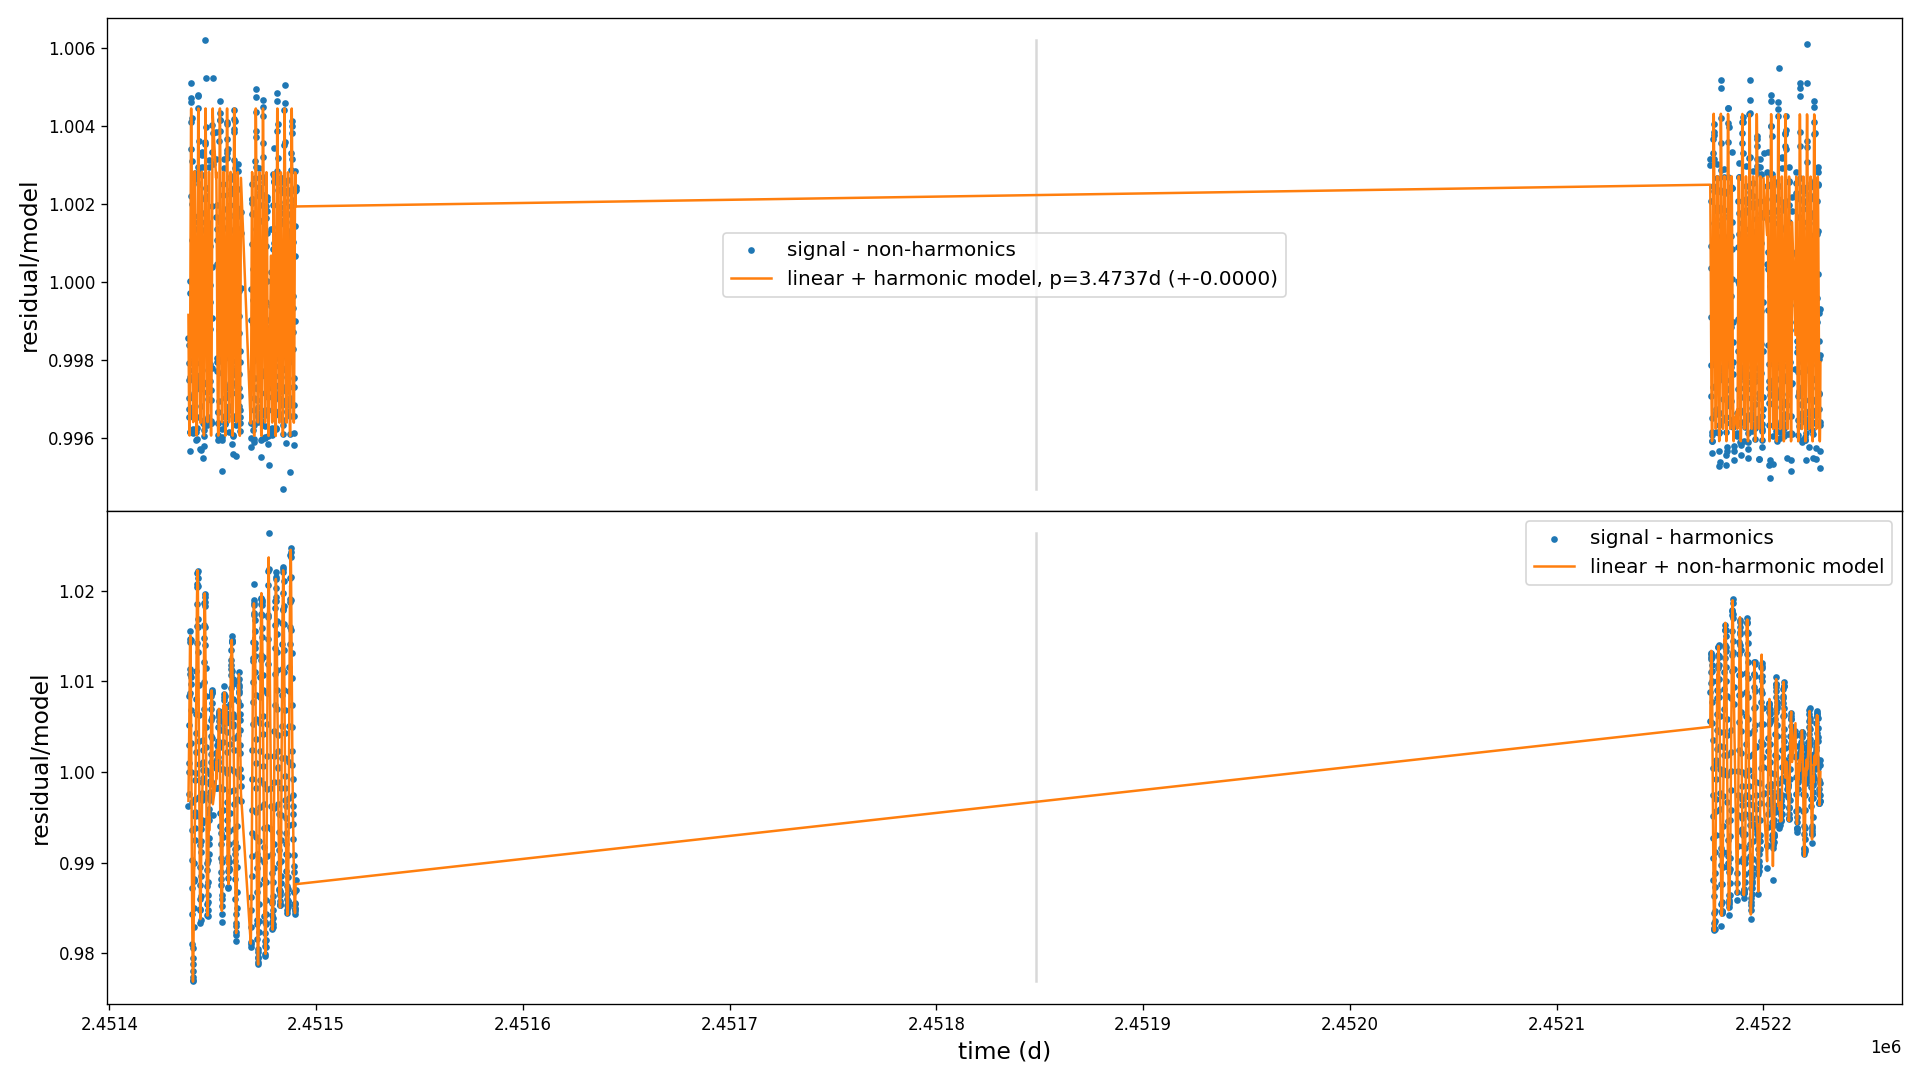 1.006
1.004
1.002
1.000
0.998
0.996
residual/model
signal - non-harmonics
linear + harmonic model, p=3.4737d (+-0.0000)
1.02
1.01
1.00
0.99
0.98
residual/model
signal - harmonics
linear + non-harmonic model
2.4514 2.4515 2.4516 2.4517 2.4518 2.4519 2.4520 2.4521 2.4522
1e6
time (d)